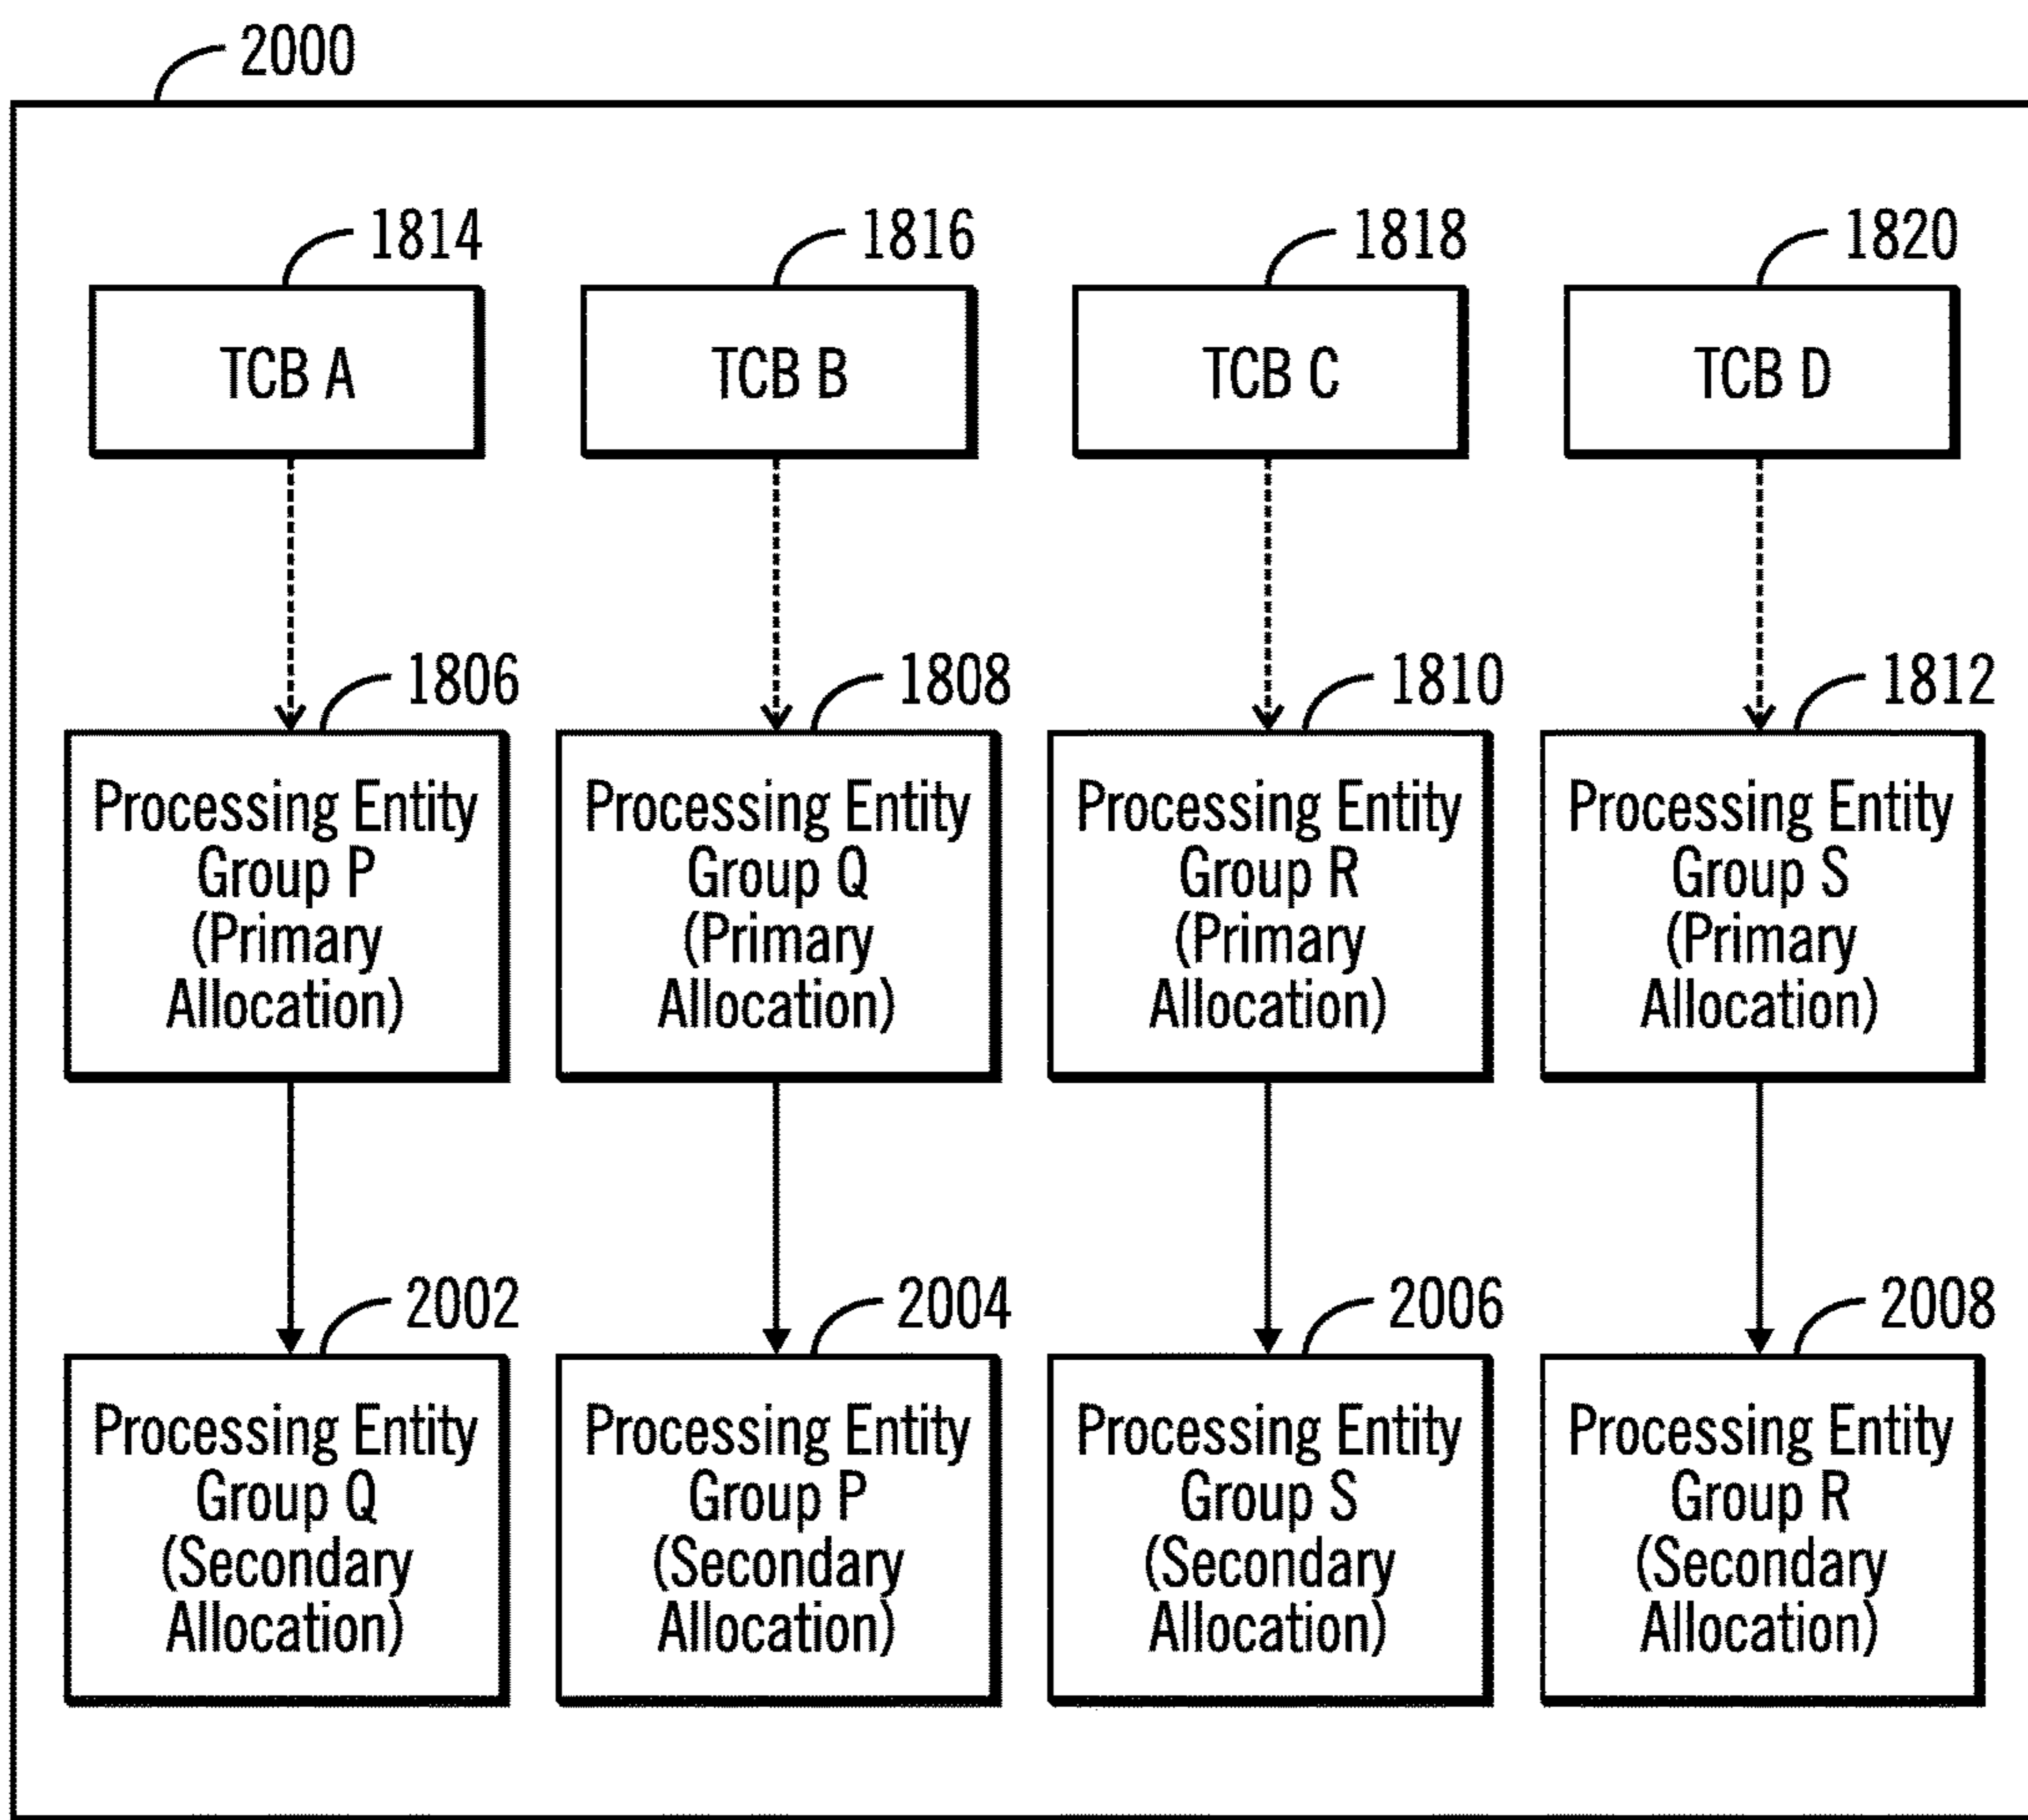 2000
1814
1816
1818
1820
TCB A
TCB B
TCB C
TCB D
1806
1808
1810
1812
Processing Entity
Group P
(Primary
Allocation)
Processing Entity
Group Q
(Primary
Allocation)
Processing Entity
Group R
(Primary
Allocation)
Processing Entity
Group S
(Primary
Allocation)
2002
2004
2006
2008
Processing Entity
Group Q
(Secondary
Allocation)
Processing Entity
Group P
(Secondary
Allocation)
Processing Entity
Group S
(Secondary
Allocation)
Processing Entity
Group R
(Secondary
Allocation)